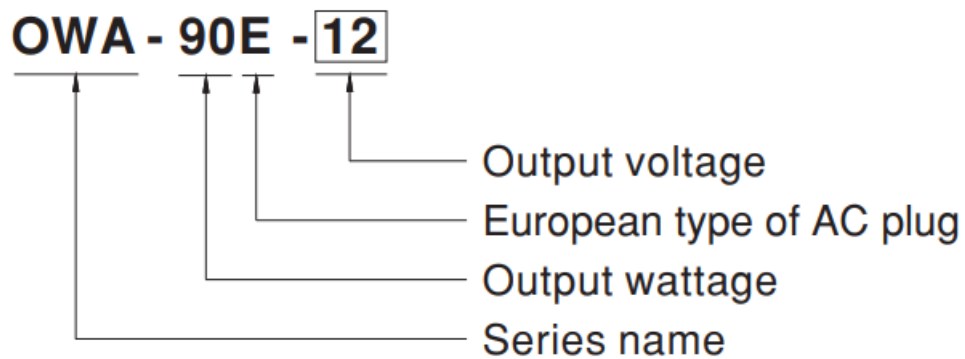 OWA - 90E - 12
Output voltage
European type of AC plug
Output wattage
Series name